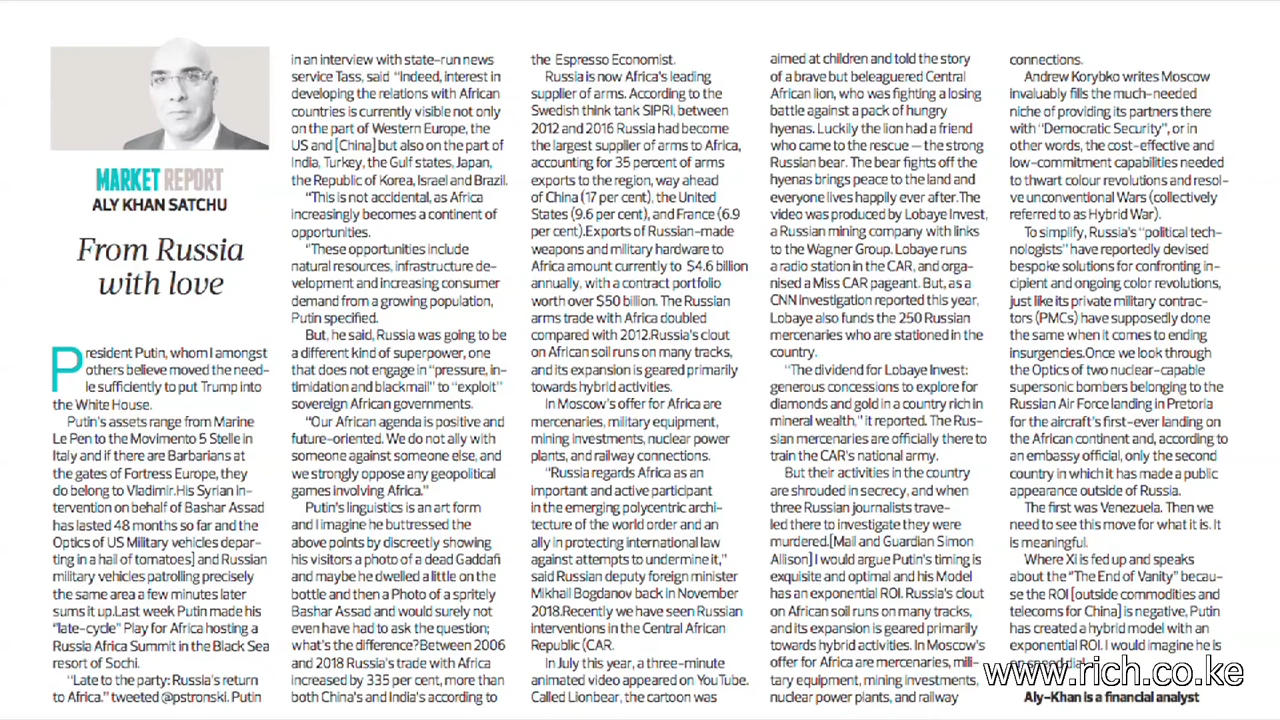 MARKET REPORT
ALY KHAN SATCHU
From Russia
with love
President Putin, whom I amongst
others believe moved the need-
le sufficiently to put Trump into
the White House.
Putin's assets range from Marine
Le Pen to the Movimento 5 Stelle in
Italy and if there are Barbarians at
the gates of Fortress Europe, they
do belong to Vladimir.His Syrian in-
tervention on behalf of Bashar Assad
has lasted 48 months so far and the
Optics of US Military vehicles depar-
ting in a hail of tomatoes] and Russian
military vehicles patrolling precisely
the same area a few minutes later
sums it up.Last week Putin made his
"late-cycle" Play for Africa hosting a
Russia Africa Summit in the Black Sea
resort of Sochi.
"Late to the party: Russia's return
to Africa." tweeted @pstronski. Putin
in an interview with state-run news
service Tass, said "Indeed, interest in
developing the relations with African
countries is currently visible not only
on the part of Western Europe, the
US and [China] but also on the part of
India, Turkey, the Gulf states, Japan,
the Republic of Korea, Israel and Brazil.
"This is not accidental, as Africa
increasingly becomes a continent of
opportunities.
"These opportunities include
natural resources, infrastructure de-
velopment and increasing consumer
demand from a growing population,
Putin specified.
But, he said, Russia was going to be
a different kind of superpower, one
that does not engage in "pressure, in-
timidation and blackmail" to "exploit"
sovereign African governments.
"Our African agenda is positive and
future-oriented. We do not ally with
someone against someone else, and
we strongly oppose any geopolitical
games involving Africa."
Putin's linguistics is an art form
and I imagine he buttressed the
above points by discreetly showing
his visitors a photo of a dead Gaddafi
and maybe he dwelled a little on the
bottle and then a Photo of a spritely
Bashar Assad and would surely not
even have had to ask the question;
what's the difference?Between 2006
and 2018 Russia's trade with Africa
increased by 335 per cent, more than
both China's and India's according to
the Espresso Economist.
Russia is now Africa's leading
supplier of arms. According to the
Swedish think tank SIPRI, between
2012 and 2016 Russia had become
the largest supplier of arms to Africa,
accounting for 35 percent of arms
exports to the region, way ahead
of China (17 per cent), the United
States (9.6 per cent), and France (6.9
per cent).Exports of Russian-made
weapons and military hardware to
Africa amount currently to $4.6 billion
annually, with a contract portfolio
worth over $50 billion. The Russian
arms trade with Africa doubled
compared with 2012.Russia's clout
on African soil runs on many tracks,
and its expansion is geared primarily
towards hybrid activities.
In Moscow's offer for Africa are
mercenaries, military equipment,
mining investments, nuclear power
plants, and railway connections.
"Russia regards Africa as an
important and active participant
in the emerging polycentric archi-
tecture of the world order and an
ally in protecting international law
against attempts to undermine it,"
said Russian deputy foreign minister
Mikhail Bogdanov back in November
2018.Recently we have seen Russian
interventions in the Central African
Republic (CAR.
In July this year, a three-minute
animated video appeared on YouTube.
Called Lionbear, the cartoon was
aimed at children and told the story
of a brave but beleaguered Central
African lion, who was fighting a losing
battle against a pack of hungry
hyenas. Luckily the lion had a friend
who came to the rescue — the strong
Russian bear. The bear fights off the
hyenas brings peace to the land and
everyone lives happily ever after.The
video was produced by Lobaye Invest,
a Russian mining company with links
to the Wagner Group. Lobaye runs
a radio station in the CAR, and orga-
nised a Miss CAR pageant. But, as a
CNN investigation reported this year,
Lobaye also funds the 250 Russian
mercenaries who are stationed in the
country.
"The dividend for Lobaye Invest:
generous concessions to explore for
diamonds and gold in a country rich in
mineral wealth," it reported. The Rus-
sian mercenaries are officially there to
train the CAR's national army.
But their activities in the country
are shrouded in secrecy, and when
three Russian journalists trave-
led there to investigate they were
murdered.[Mail and Guardian Simon
Allison] I would argue Putin's timing is
exquisite and optimal and his Model
has an exponential ROI. Russia's clout
on African soil runs on many tracks,
and its expansion is geared primarily
towards hybrid activities. In Moscow's
offer for Africa are mercenaries, mili-
tary equipment, mining investments,
nuclear power plants, and railway
connections.
Andrew Korybko writes Moscow
invaluably fills the much-needed
niche of providing its partners there
with "Democratic Security", or in
other words, the cost-effective and
low-commitment capabilities needed
to thwart colour revolutions and resol-
ve unconventional Wars (collectively
referred to as Hybrid War).
To simplify, Russia's "political tech-
nologists" have reportedly devised
bespoke solutions for confronting in-
cipient and ongoing color revolutions,
just like its private military contrac-
tors (PMCs) have supposedly done
the same when it comes to ending
insurgencies.Once we look through
the Optics of two nuclear-capable
supersonic bombers belonging to the
Russian Air Force landing in Pretoria
for the aircraft's first-ever landing on
the African continent and, according to
an embassy official, only the second
country in which it has made a public
appearance outside of Russia.
The first was Venezuela. Then we
need to see this move for what it is. It
is meaningful.
Where Xi is fed up and speaks
about the "The End of Vanity" becau-
se the ROI [outside commodities and
telecoms for China] is negative, Putin
has created a hybrid model with an
exponential ROI. I would imagine he is
www.rich.co.ke
Aly-Khan is a financial analyst